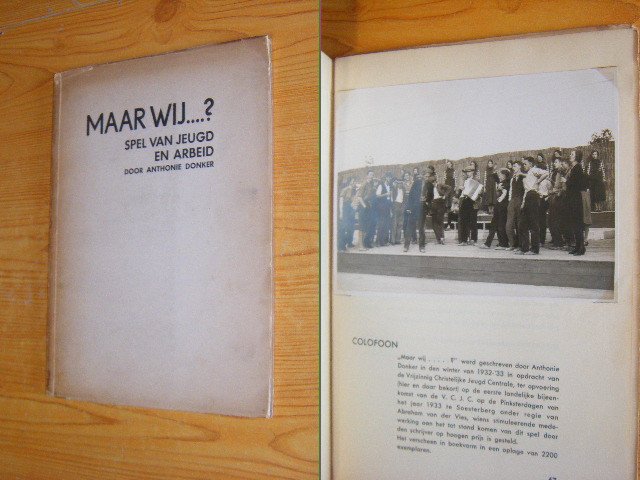 MAAR WIJ....?
SPEL VAN JEUGD
EN ARBEID
DOOR ANTHONIE DONKER
COLOFOON
„Maar wij . . . . . ?" werd geschreven door Anthonie
Donker in den winter van 1932-'33 in opdracht van
de Vrijzinnig Christelijke Jeugd Centrale, ter opvoering
(hier en daar bekort) op de eerste landelijke bijeen-
komst van de V. C. J. C. op de Pinksterdagen van
het jaar 1933 te Soesterberg onder regie van
Abraham van der Vies, wiens stimuleerende mede-
werking aan het tot stand komen van dit spel door
den schrijver op hoogen prijs is gesteld.
Het verscheen in boekvorm in een oplage van 2200
exemplaren.
67